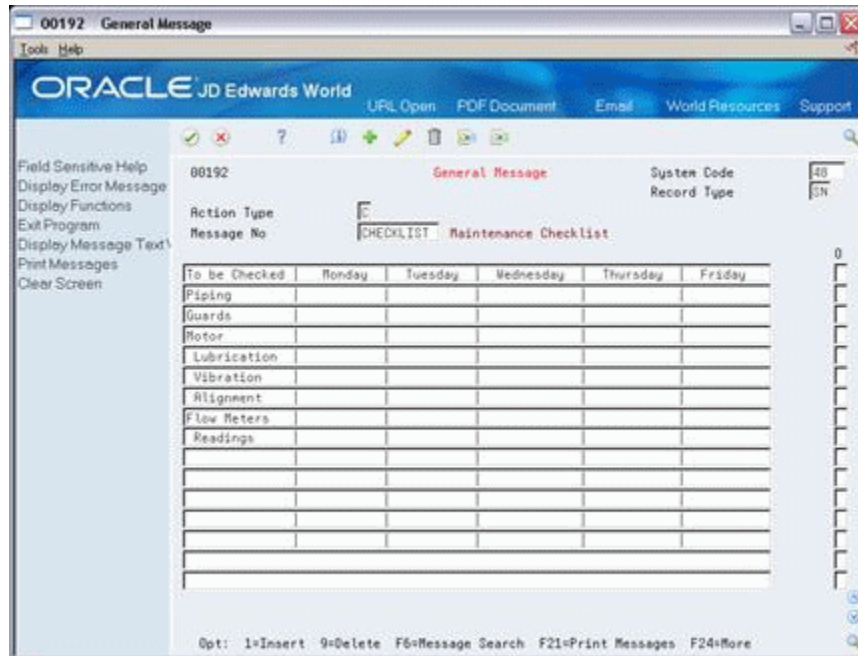 00192 General Message
Tools Help
ORACLE JD Edwards World
URL Open PDF Document Email World Resources Support
Field Sensitive Help
Display Error Message
Display Functions
Exit Program
Display Message Text
Print Messages
Clear Screen
00192 General Message System Code 48
Record Type SN
Action Type C
Message No CHECKLIST Maintenance Checklist
O
To be Checked | Monday | Tuesday | Wednesday | Thursday | Friday
Piping
Guards
Motor
Lubrication
Vibration
Alignment
Flow Meters
Readings
Opt: 1=Insert 9=Delete F6=Message Search F21=Print Messages F24=More